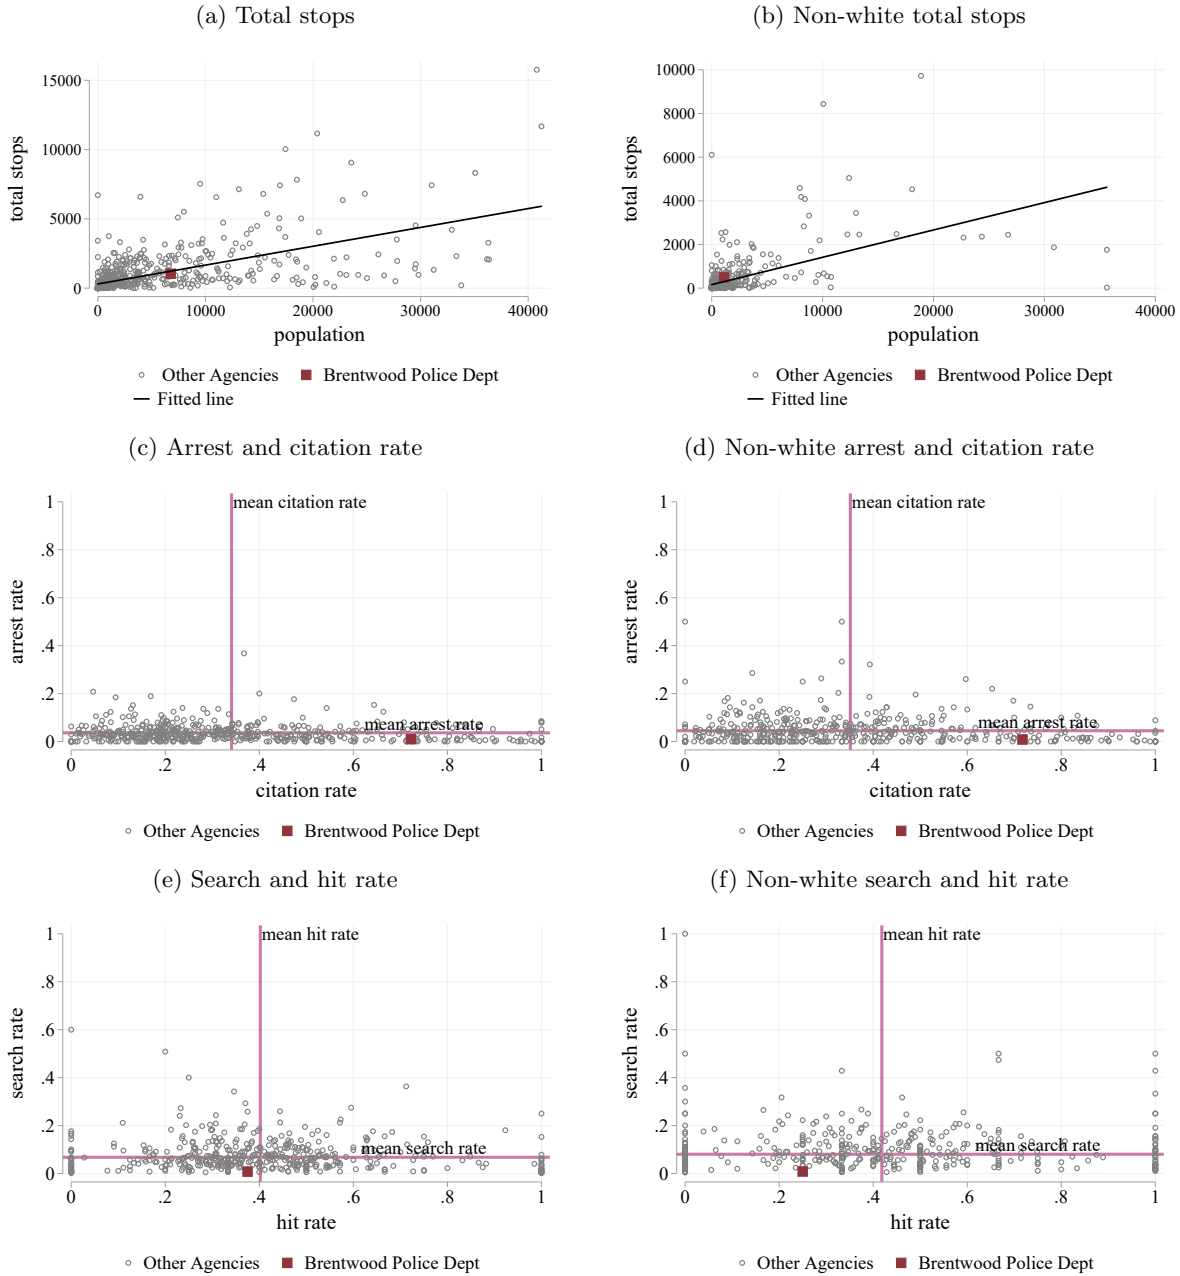 (a) Total stops
(b) Non-white total stops
15000
10000
5000
0
total stops
0 10000 20000 30000 40000
population
Other Agencies Brentwood Police Dept
Fitted line
10000
8000
6000
4000
2000
0
total stops
0 10000 20000 30000 40000
population
Other Agencies Brentwood Police Dept
Fitted line
(c) Arrest and citation rate
(d) Non-white arrest and citation rate
1
.8
.6
.4
.2
0
arrest rate
mean citation rate
mean arrest rate
0 .2 .4 .6 .8 1
citation rate
Other Agencies Brentwood Police Dept
1
.8
.6
.4
.2
0
arrest rate
mean citation rate
mean arrest rate
0 .2 .4 .6 .8 1
citation rate
Other Agencies Brentwood Police Dept
(e) Search and hit rate
(f) Non-white search and hit rate
1
.8
.6
.4
.2
0
search rate
mean hit rate
mean search rate
0 .2 .4 .6 .8 1
hit rate
Other Agencies Brentwood Police Dept
1
.8
.6
.4
.2
0
search rate
mean hit rate
mean search rate
0 .2 .4 .6 .8 1
hit rate
Other Agencies Brentwood Police Dept